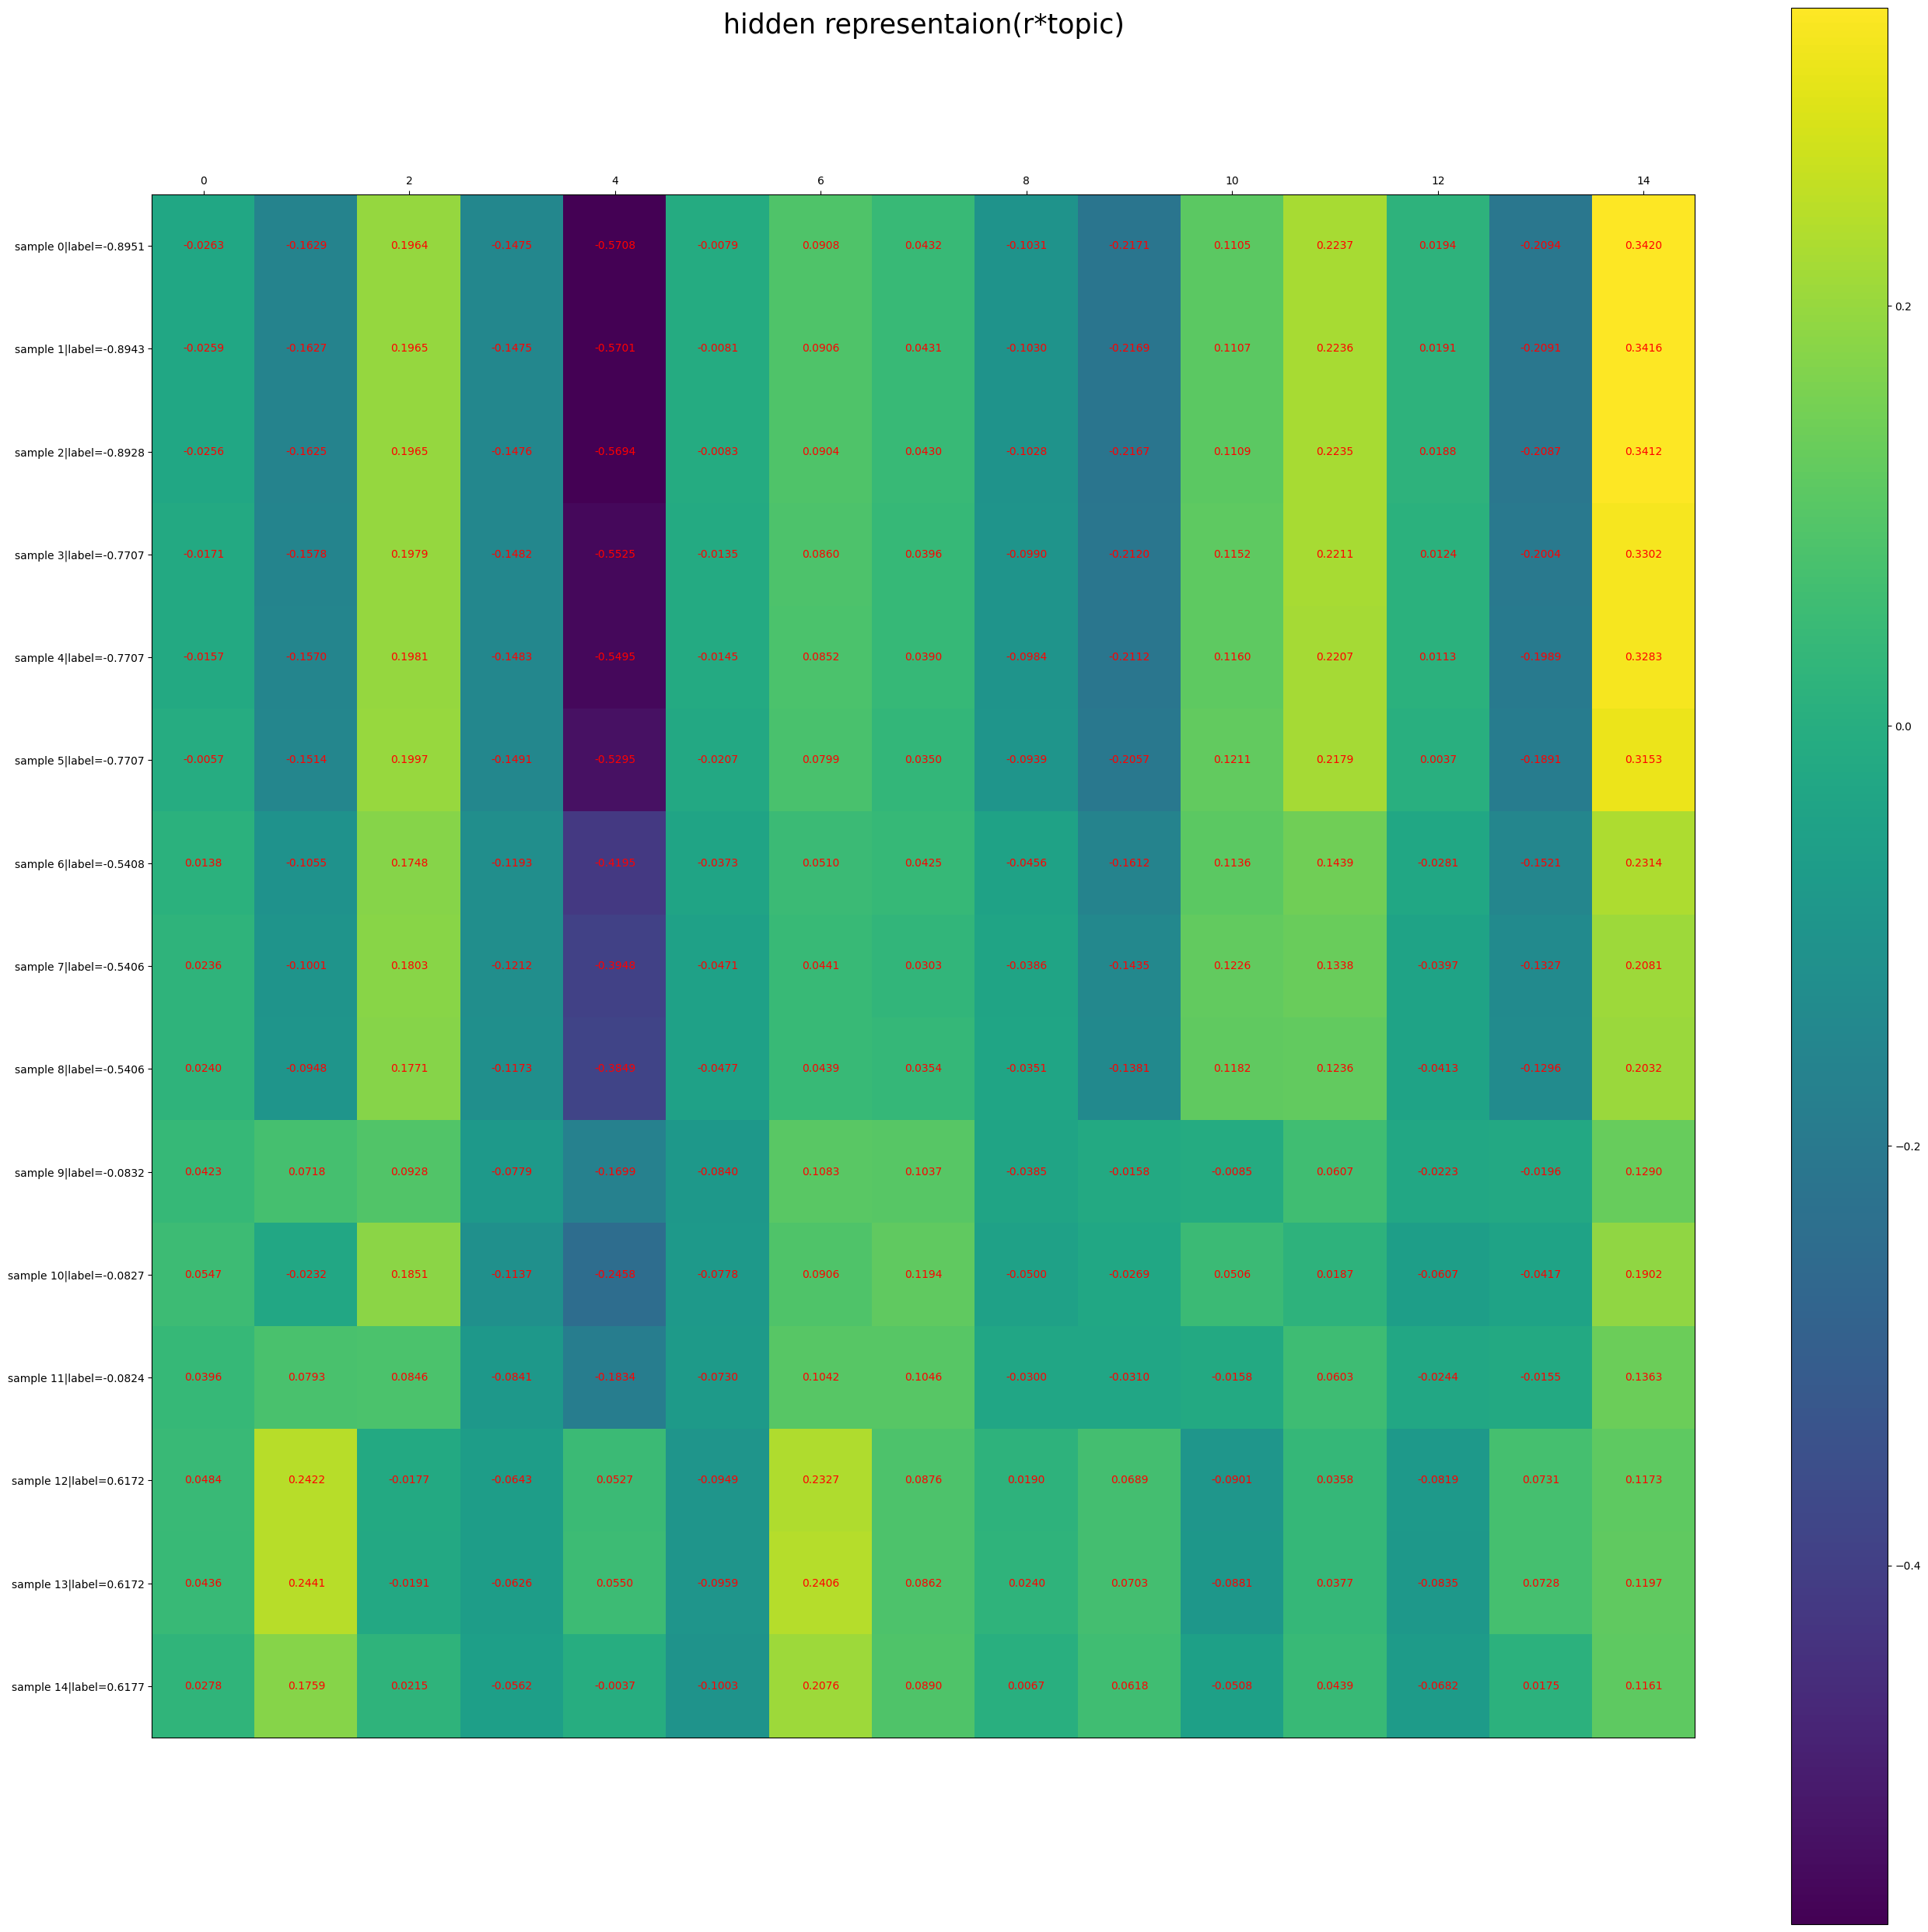 hidden representaion(r*topic)
0 2 4 6 8 10 12 14
sample 0|label=-0.8951 -0.0263 -0.1629 0.1964 -0.1475 -0.5708 -0.0079 0.0908 0.0432 -0.1031 -0.2171 0.1105 0.2237 0.0194 -0.2094 0.3420
0.2
sample 1|label=-0.8943 -0.0259 -0.1627 0.1965 -0.1475 -0.5701 -0.0081 0.0906 0.0431 -0.1030 -0.2169 0.1107 0.2236 0.0191 -0.2091 0.3416
sample 2|label=-0.8928 -0.0256 -0.1625 0.1965 -0.1476 -0.5694 -0.0083 0.0904 0.0430 -0.1028 -0.2167 0.1109 0.2235 0.0188 -0.2087 0.3412
sample 3|label=-0.7707 -0.0171 -0.1578 0.1979 -0.1482 -0.5525 -0.0135 0.0860 0.0396 -0.0990 -0.2120 0.1152 0.2211 0.0124 -0.2004 0.3302
sample 4|label=-0.7707 -0.0157 -0.1570 0.1981 -0.1483 -0.5495 -0.0145 0.0852 0.0390 -0.0984 -0.2112 0.1160 0.2207 0.0113 -0.1989 0.3283
0.0
sample 5|label=-0.7707 -0.0057 -0.1514 0.1997 -0.1491 -0.5295 -0.0207 0.0799 0.0350 -0.0939 -0.2057 0.1211 0.2179 0.0037 -0.1891 0.3153
sample 6|label=-0.5408 0.0138 -0.1055 0.1748 -0.1193 -0.0373 0.0510 0.0425 -0.0456 -0.1612 0.1136 0.1439 -0.0281 -0.1521 0.2314
sample 7|label=-0.5406 0.0236 -0.1001 0.1803 -0.1212 -0.0471 0.0441 0.0303 -0.0386 -0.1435 0.1226 0.1338 -0.0397 -0.1327 0.2081
sample 8|label=-0.5406 0.0240 -0.0948 0.1771 -0.1173 -0.0477 0.0439 0.0354 -0.0351 -0.1381 0.1182 0.1236 -0.0413 -0.1296 0.2032
−0.2
sample 9|label=-0.0832 0.0423 0.0718 0.0928 -0.0779 -0.1699 -0.0840 0.1083 0.1037 -0.0385 -0.0158 -0.0085 0.0607 -0.0223 -0.0196 0.1290
sample 10|label=-0.0827 0.0547 -0.0232 0.1851 -0.1137 -0.2458 -0.0778 0.0906 0.1194 -0.0500 -0.0269 0.0506 0.0187 -0.0607 -0.0417 0.1902
sample 11|label=-0.0824 0.0396 0.0793 0.0846 -0.0841 -0.1834 -0.0730 0.1042 0.1046 -0.0300 -0.0310 -0.0158 0.0603 -0.0244 -0.0155 0.1363
sample 12|label=0.6172 0.0484 0.2422 -0.0177 -0.0643 0.0527 -0.0949 0.2327 0.0876 0.0190 0.0689 -0.0901 0.0358 -0.0819 0.0731 0.1173
−0.4
sample 13|label=0.6172 0.0436 0.2441 -0.0191 -0.0626 0.0550 -0.0959 0.2406 0.0862 0.0240 0.0703 -0.0881 0.0377 -0.0835 0.0728 0.1197
sample 14|label=0.6177 0.0278 0.1759 0.0215 -0.0562 -0.0037 -0.1003 0.2076 0.0890 0.0067 0.0618 -0.0508 0.0439 -0.0682 0.0175 0.1161